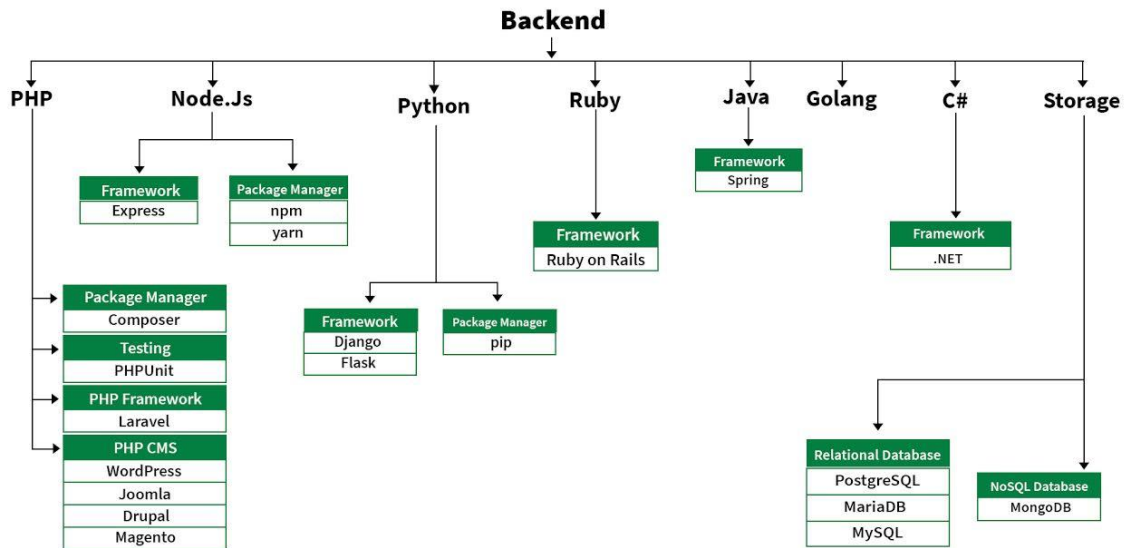 Backend
PHP
Node.Js
Python
Ruby
Java
Golang
C#
Storage
Framework
Express
Package Manager
npm
yarn
Framework
Spring
Framework
Ruby on Rails
Framework
.NET
Package Manager
Composer
Testing
PHPUnit
PHP Framework
Laravel
PHP CMS
WordPress
Joomla
Drupal
Magento
Framework
Django
Flask
Package Manager
pip
Relational Database
PostgreSQL
MariaDB
MySQL
NoSQL Database
MongoDB